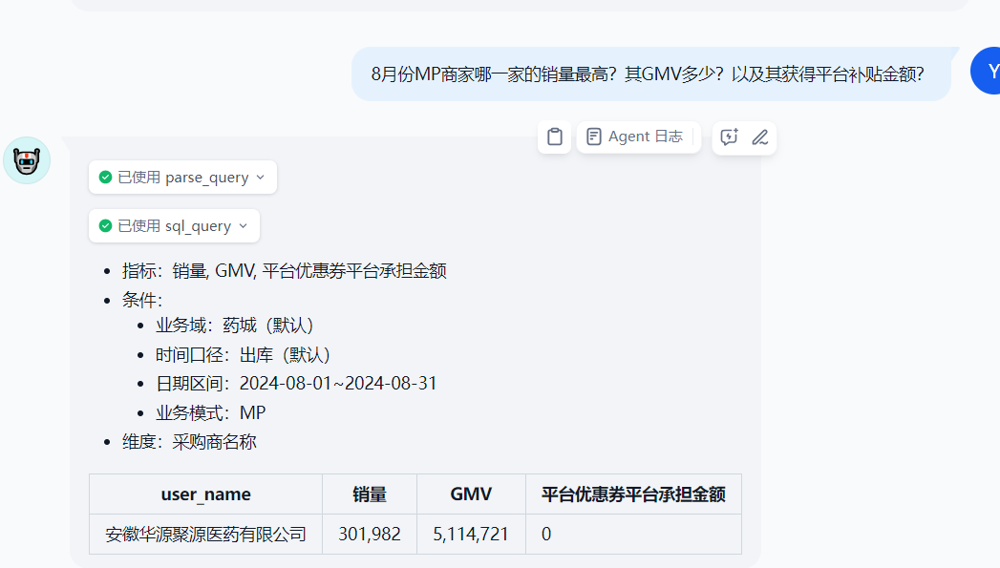 8月份MP商家哪一家的销量最高？其GMV多少？以及其获得平台补贴金额？
Y
Agent 日志
已使用 parse_query
已使用 sql_query
指标：销量, GMV, 平台优惠券平台承担金额
条件：
业务域：药城（默认）
时间口径：出库（默认）
日期区间：2024-08-01~2024-08-31
业务模式：MP
维度：采购商名称
user_name 销量 GMV 平台优惠券平台承担金额
安徽华源聚源医药有限公司 301,982 5,114,721 0